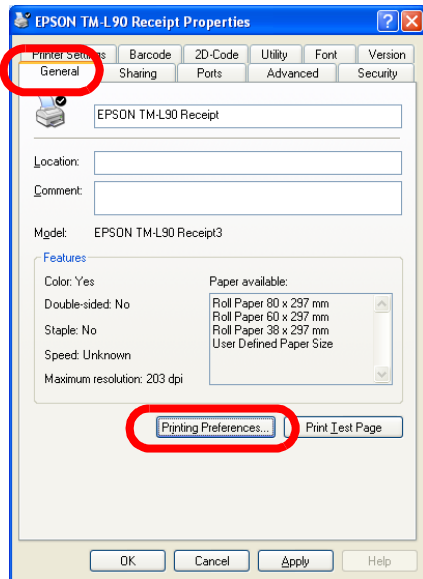 EPSON TM-L90 Receipt Properties
Printer Settings Barcode 2D-Code Utility Font Version
General Sharing Ports Advanced Security
EPSON TM-L90 Receipt
Location:
Comment:
Model: EPSON TM-L90 Receipt3
Features
Color: Yes
Double-sided: No
Staple: No
Speed: Unknown
Maximum resolution: 203 dpi
Paper available:
Roll Paper 80 x 297 mm
Roll Paper 60 x 297 mm
Roll Paper 38 x 297 mm
User Defined Paper Size
Printing Preferences... Print Test Page
OK Cancel Apply Help